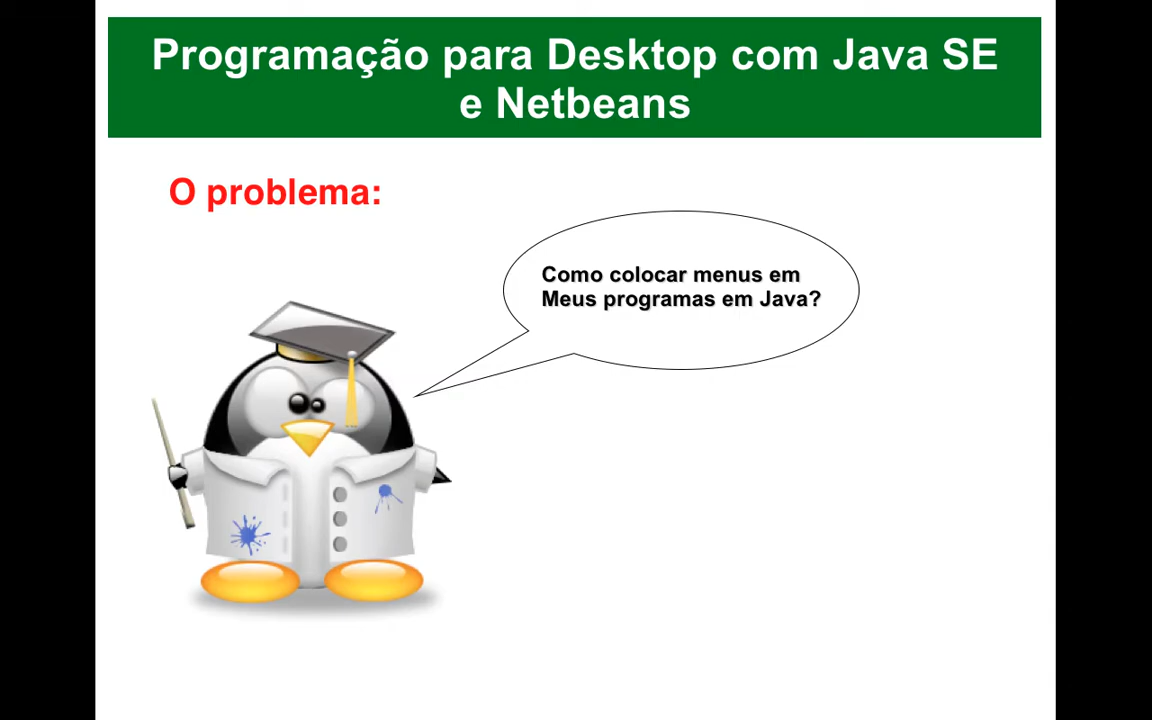 Programação para Desktop com Java SE
e Netbeans
O problema:
Como colocar menus em
Meus programas em Java?